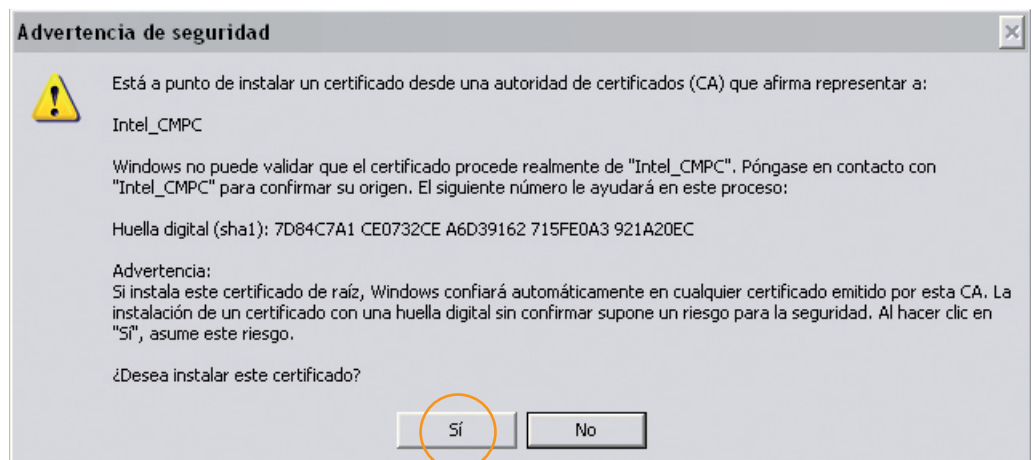 Advertencia de seguridad
Está a punto de instalar un certificado desde una autoridad de certificados (CA) que afirma representar a:
Intel_CMPC
Windows no puede validar que el certificado procede realmente de "Intel_CMPC". Póngase en contacto con
"Intel_CMPC" para confirmar su origen. El siguiente número le ayudará en este proceso:
Huella digital (sha1): 7D84C7A1 CE0732CE A6D39162 715FE0A3 921A20EC
Advertencia:
Si instala este certificado de raíz, Windows confiará automáticamente en cualquier certificado emitido por esta CA. La
instalación de un certificado con una huella digital sin confirmar supone un riesgo para la seguridad. Al hacer clic en
"Sí", asume este riesgo.
¿Desea instalar este certificado?
Sí No